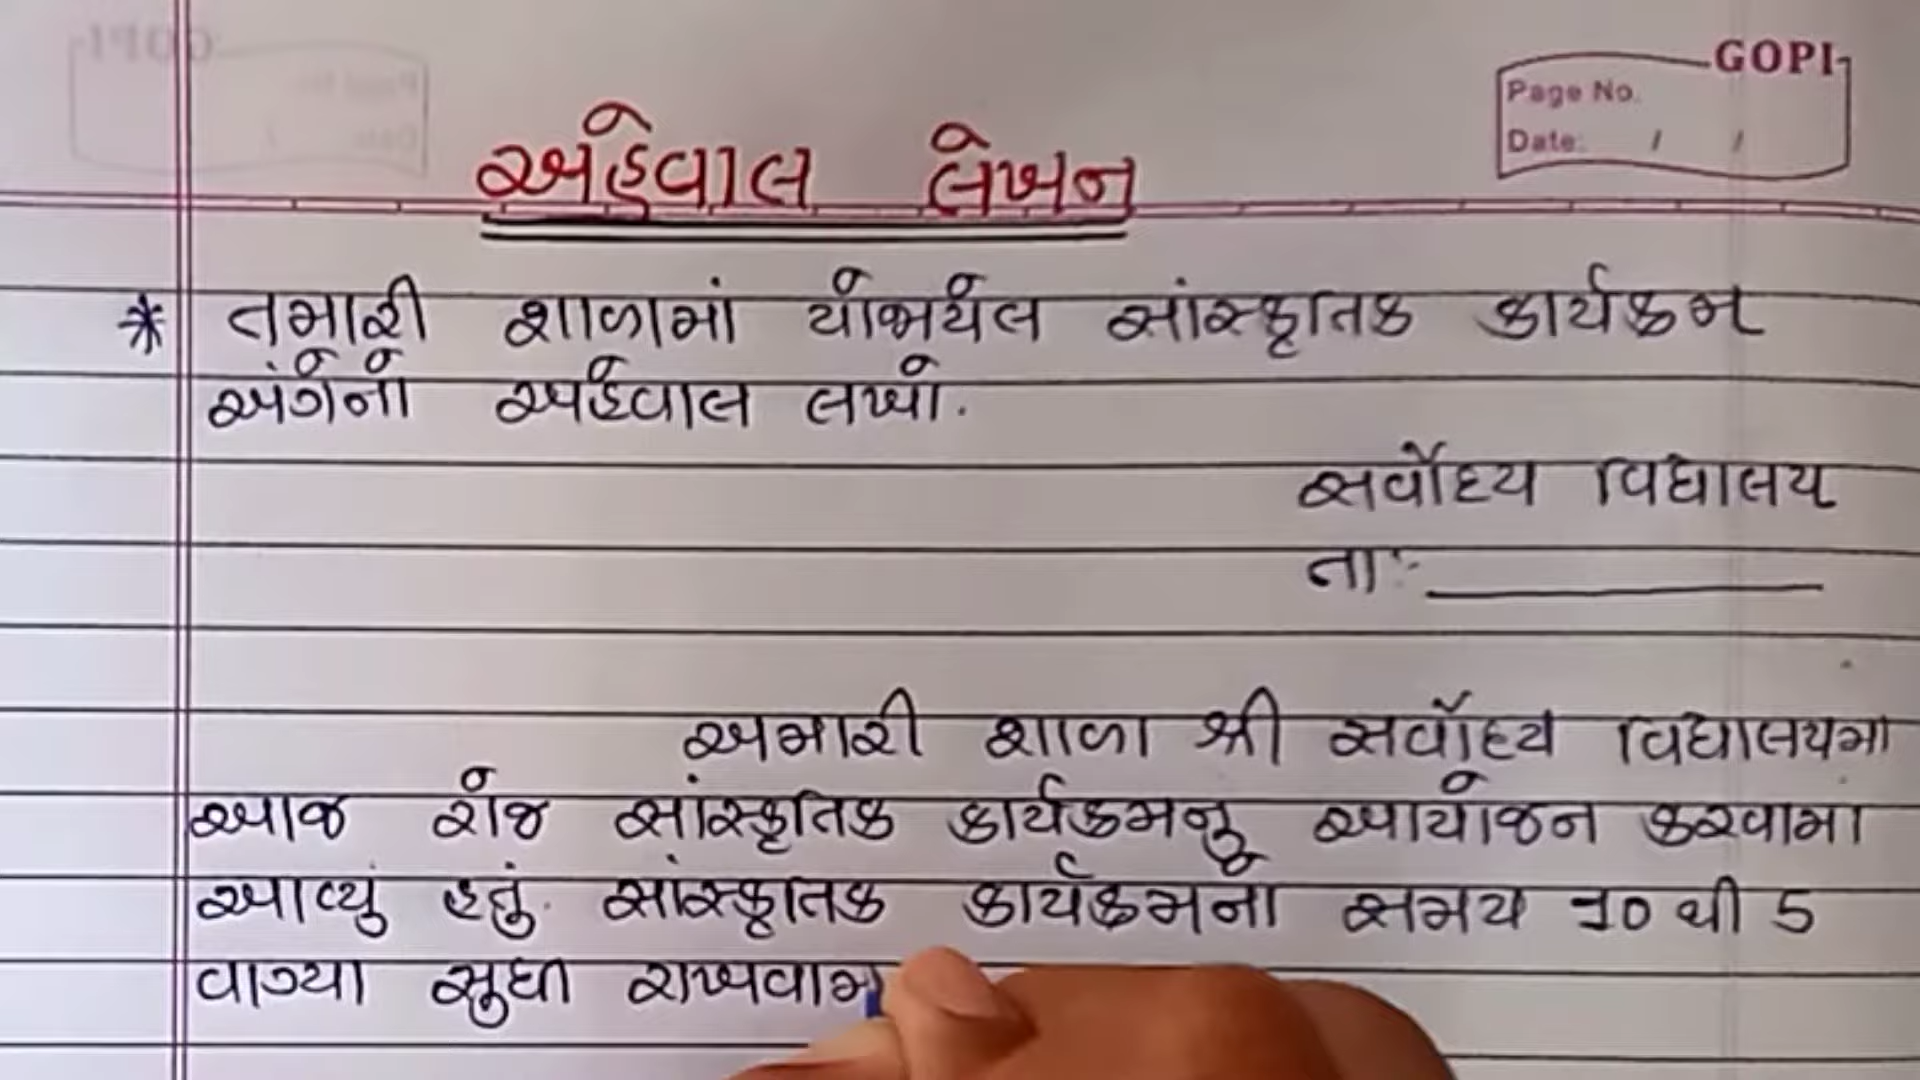 GOPI
Page No.
Date: / /
અહેવાલ લેખન
* તમારી શાળામાં યોજાયેલ સાંસ્કૃતિક કાર્યક્રમ
અંગેનો અહેવાલ લખો.
સર્વોદય વિદ્યાલય
તા:- ________
અમારી શાળા શ્રી સર્વોદય વિદ્યાલયમાં
આજ રોજ સાંસ્કૃતિક કાર્યક્રમનું આયોજન કરવામાં
આવ્યું હતું. સાંસ્કૃતિક કાર્યક્રમનો સમય 10 થી 5
વાગ્યા સુધી રાખવામ